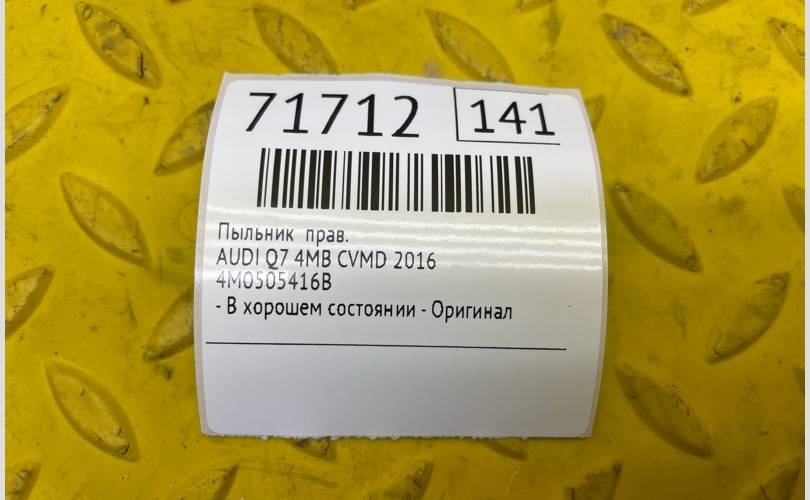 71712 141
Пыльник прав.
AUDI Q7 4MB CVMD 2016
4M0505416B
- В хорошем состоянии - Оригинал